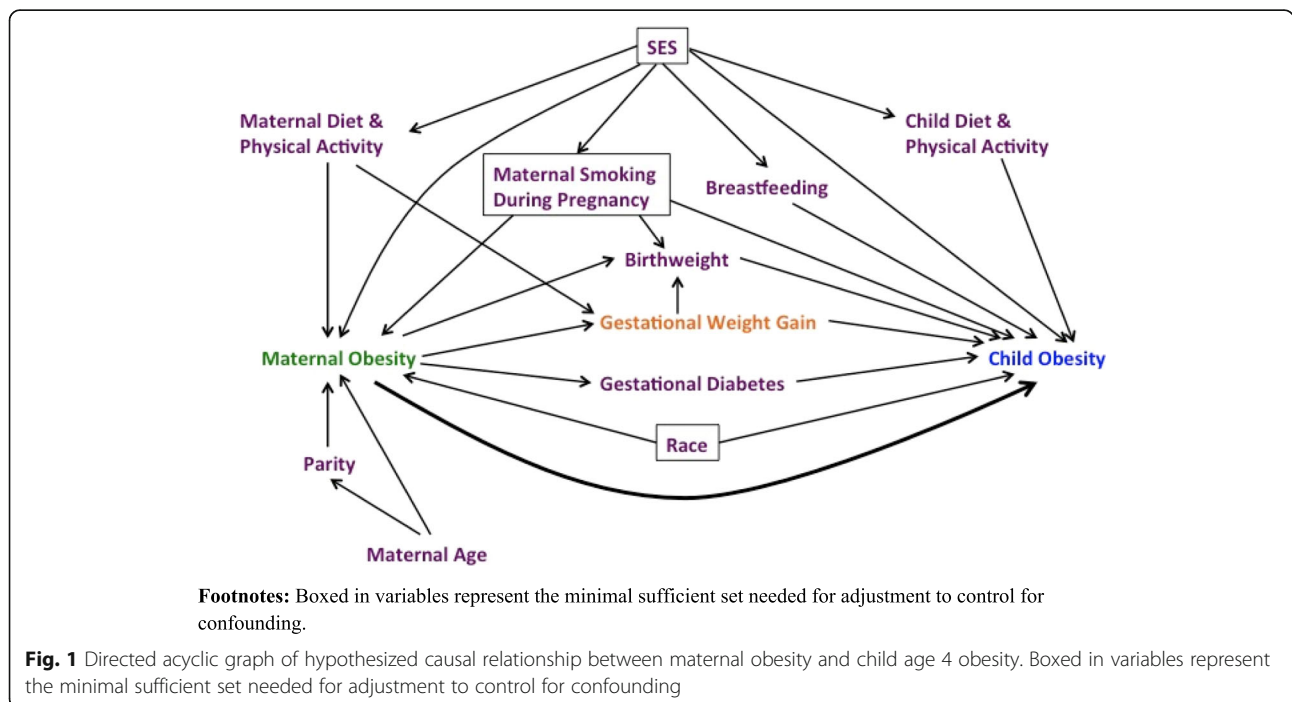 SES
Maternal Diet &
Physical Activity
Child Diet &
Physical Activity
Maternal Smoking
During Pregnancy
Breastfeeding
Birthweight
Gestational Weight Gain
Maternal Obesity
Child Obesity
Gestational Diabetes
Race
Parity
Maternal Age
Footnotes: Boxed in variables represent the minimal sufficient set needed for adjustment to control for
confounding.
Fig. 1 Directed acyclic graph of hypothesized causal relationship between maternal obesity and child age 4 obesity. Boxed in variables represent
the minimal sufficient set needed for adjustment to control for confounding